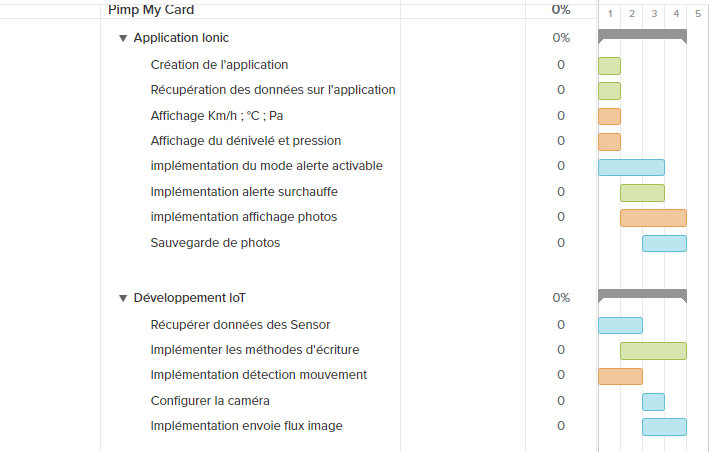 Pimp My Card 0% 1 2 3 4 5
Application Ionic 0%
Création de l'application 0
Récupération des données sur l'application 0
Affichage Km/h ; °C ; Pa 0
Affichage du dénivelé et pression 0
implémentation du mode alerte activable 0
Implémentation alerte surchauffe 0
implémentation affichage photos 0
Sauvegarde de photos 0
Développement IoT 0%
Récupérer données des Sensor 0
Implémenter les méthodes d'écriture 0
Implémentation détection mouvement 0
Configurer la caméra 0
Implémentation envoie flux image 0